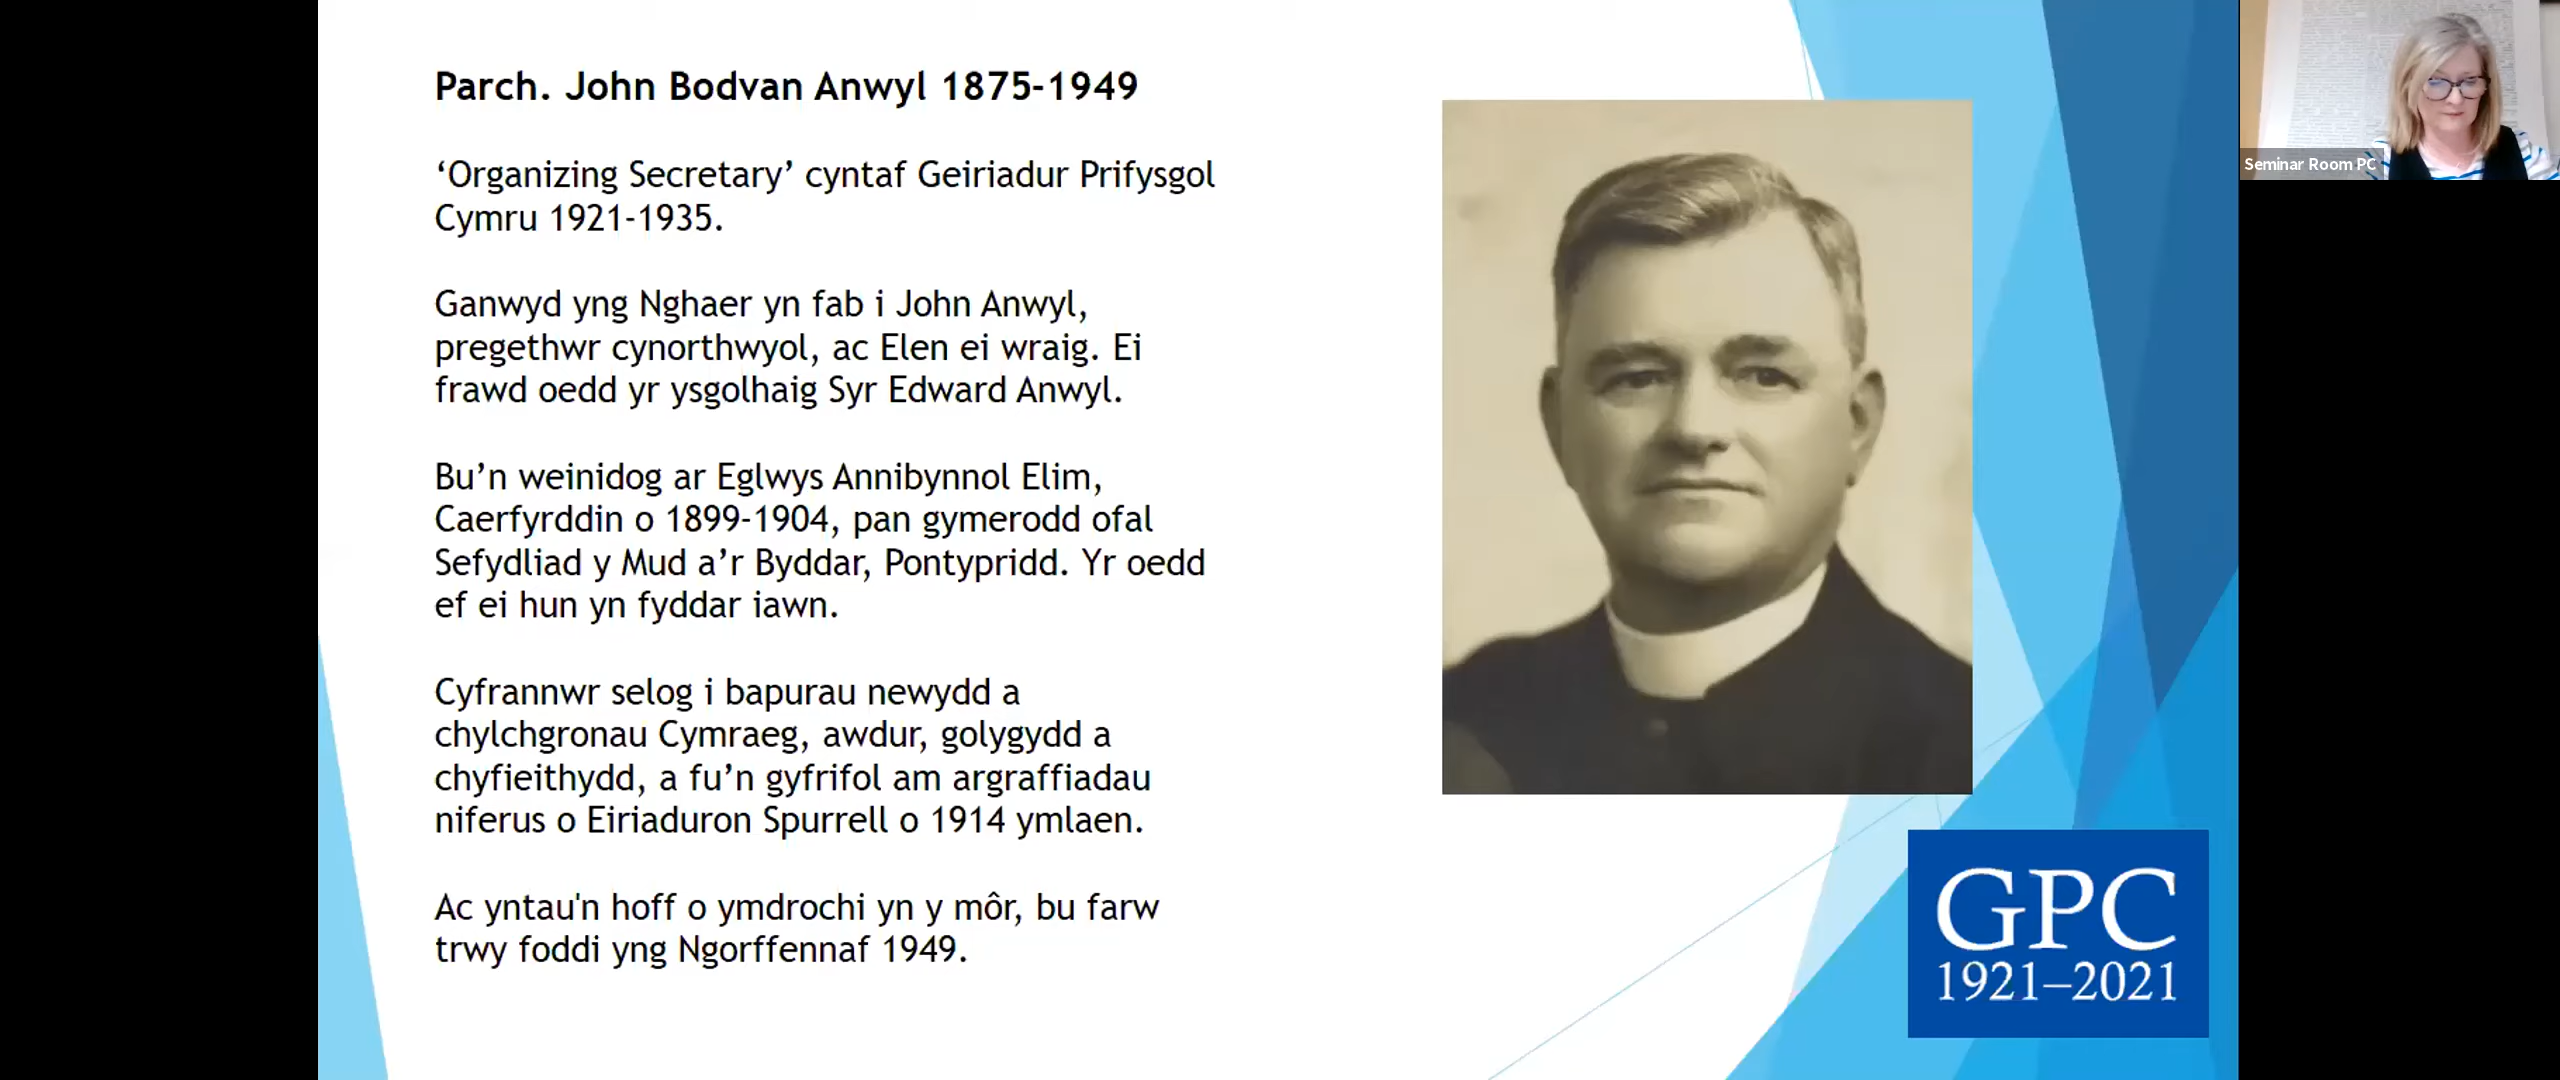 Parch. John Bodvan Anwyl 1875-1949
‘Organizing Secretary’ cyntaf Geiriadur Prifysgol
Cymru 1921-1935.
Ganwyd yng Nghaer yn fab i John Anwyl,
pregethwr cynorthwyol, ac Elen ei wraig. Ei
frawd oedd yr ysgolhaig Syr Edward Anwyl.
Bu’n weinidog ar Eglwys Annibynnol Elim,
Caerfyrddin o 1899-1904, pan gymerodd ofal
Sefydliad y Mud a’r Byddar, Pontypridd. Yr oedd
ef ei hun yn fyddar iawn.
Cyfrannwr selog i bapurau newydd a
chylchgronau Cymraeg, awdur, golygydd a
chyfieithydd, a fu’n gyfrifol am argraffiadau
niferus o Eiriaduron Spurrell o 1914 ymlaen.
Ac yntau'n hoff o ymdrochi yn y môr, bu farw
trwy foddi yng Ngorffennaf 1949.
GPC
1921–2021
Seminar Room PC